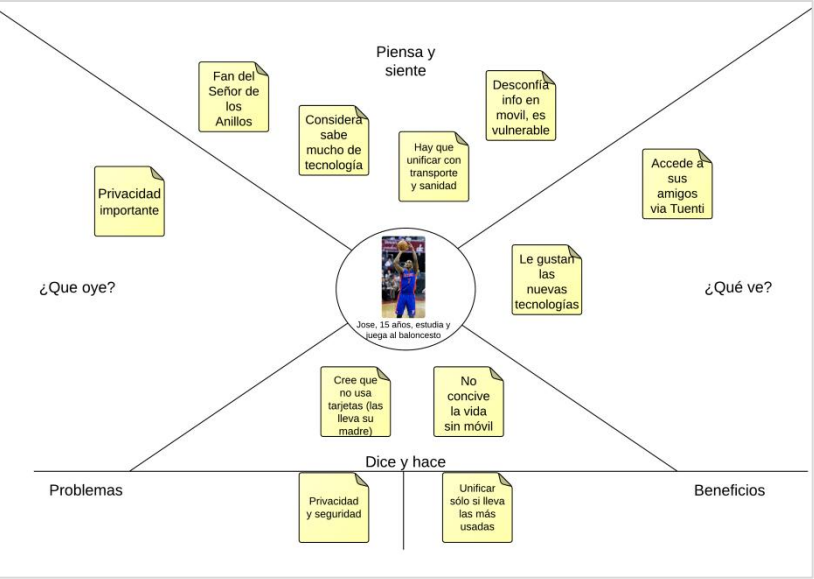 Piensa y
siente
Fan del
Señor de
los
Anillos
Considera
sabe
mucho de
tecnología
Hay que
unificar con
transporte
y sanidad
Desconfía
info en
movil, es
vulnerable
Privacidad
importante
Accede a
sus
amigos
via Tuenti
¿Que oye?
Le gustan
las
nuevas
tecnologías
¿Qué ve?
Jose, 15 años, estudia y
juega al baloncesto
Cree que
no usa
tarjetas (las
lleva su
madre)
No
concive
la vida
sin móvil
Dice y hace
Problemas
Privacidad
y seguridad
Unificar
sólo si lleva
las más
usadas
Beneficios